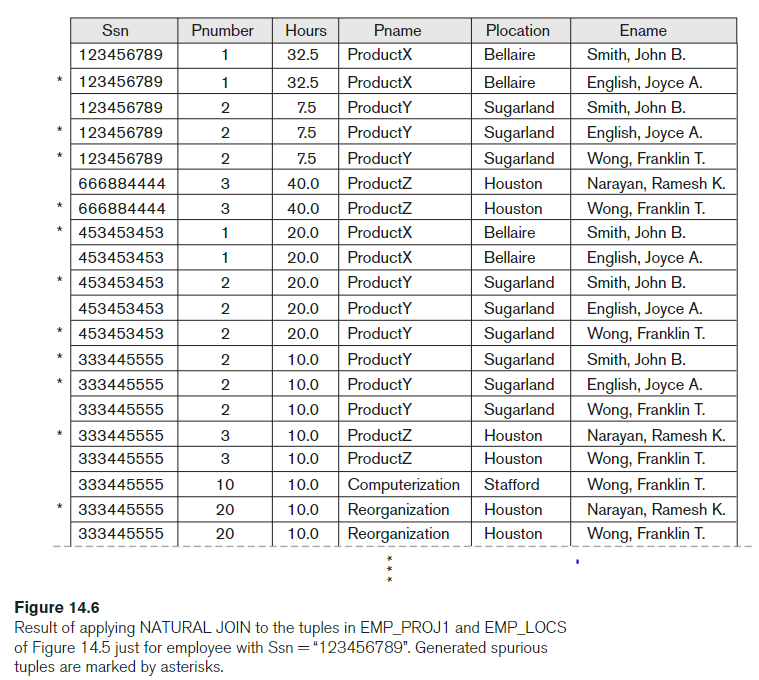 Ssn Pnumber Hours Pname Plocation Ename
123456789 1 32.5 ProductX Bellaire Smith, John B.
* 123456789 1 32.5 ProductX Bellaire English, Joyce A.
123456789 2 7.5 ProductY Sugarland Smith, John B.
* 123456789 2 7.5 ProductY Sugarland English, Joyce A.
* 123456789 2 7.5 ProductY Sugarland Wong, Franklin T.
666884444 3 40.0 ProductZ Houston Narayan, Ramesh K.
* 666884444 3 40.0 ProductZ Houston Wong, Franklin T.
* 453453453 1 20.0 ProductX Bellaire Smith, John B.
453453453 1 20.0 ProductX Bellaire English, Joyce A.
* 453453453 2 20.0 ProductY Sugarland Smith, John B.
453453453 2 20.0 ProductY Sugarland English, Joyce A.
* 453453453 2 20.0 ProductY Sugarland Wong, Franklin T.
* 333445555 2 10.0 ProductY Sugarland Smith, John B.
* 333445555 2 10.0 ProductY Sugarland English, Joyce A.
333445555 2 10.0 ProductY Sugarland Wong, Franklin T.
* 333445555 3 10.0 ProductZ Houston Narayan, Ramesh K.
333445555 3 10.0 ProductZ Houston Wong, Franklin T.
333445555 10 10.0 Computerization Stafford Wong, Franklin T.
* 333445555 20 10.0 Reorganization Houston Narayan, Ramesh K.
333445555 20 10.0 Reorganization Houston Wong, Franklin T.
*
*
*
Figure 14.6
Result of applying NATURAL JOIN to the tuples in EMP_PROJ1 and EMP_LOCS
of Figure 14.5 just for employee with Ssn = “123456789”. Generated spurious
tuples are marked by asterisks.